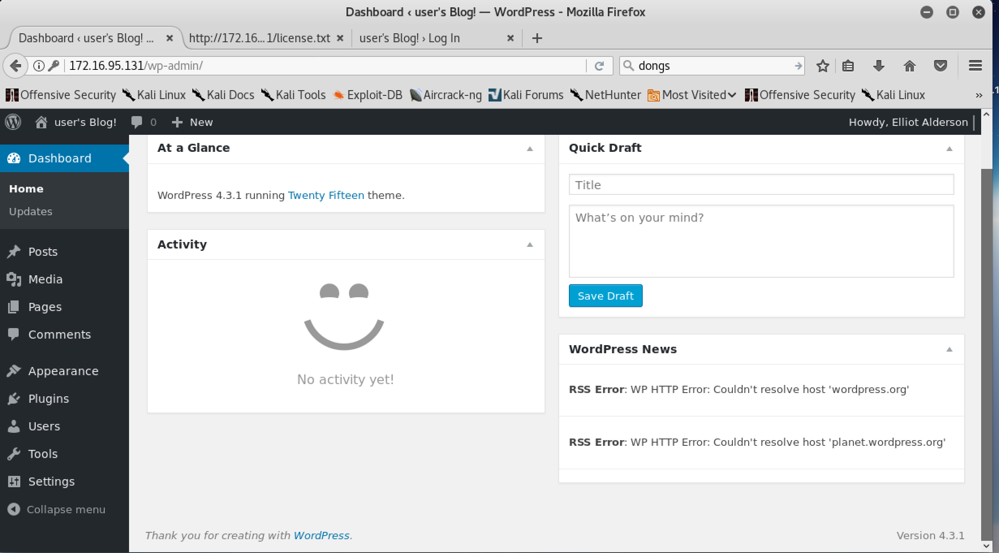 Dashboard ‹ user's Blog! — WordPress - Mozilla Firefox
Dashboard ‹ user's Blog! ...
http://172.16... 1/license.txt
user's Blog! › Log In
172.16.95.131/wp-admin/
dongs
Offensive Security Kali Linux Kali Docs Kali Tools Exploit-DB Aircrack-ng Kali Forums NetHunter Most Visited Offensive Security Kali Linux »
user's Blog! 0 New
Howdy, Elliot Alderson
Dashboard
Home
Updates
Posts
Media
Pages
Comments
Appearance
Plugins
Users
Tools
Settings
Collapse menu
At a Glance
WordPress 4.3.1 running Twenty Fifteen theme.
Activity
No activity yet!
Quick Draft
Title
What’s on your mind?
Save Draft
WordPress News
RSS Error: WP HTTP Error: Couldn't resolve host 'wordpress.org'
RSS Error: WP HTTP Error: Couldn't resolve host 'planet.wordpress.org'
Thank you for creating with WordPress.
Version 4.3.1
.1